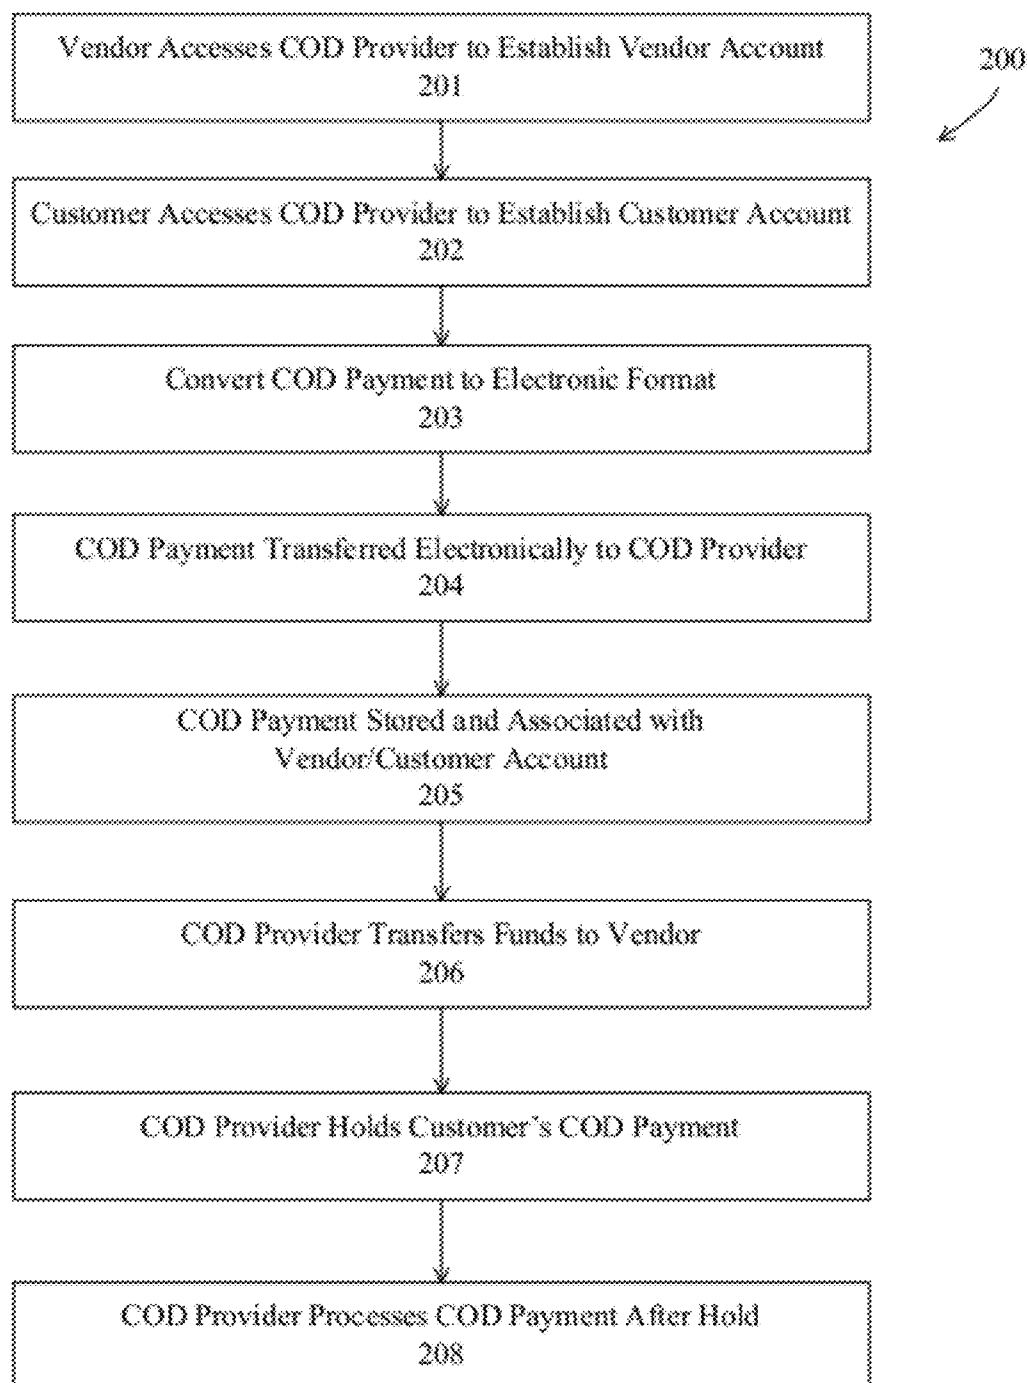 Vendor Accesses COD Provider to Establish Vendor Account
201
200
Customer Accesses COD Provider to Establish Customer Account
202
Convert COD Payment to Electronic Format
203
COD Payment Transferred Electronically to COD Provider
204
COD Payment Stored and Associated with
Vendor/Customer Account
205
COD Provider Transfers Funds to Vendor
206
COD Provider Holds Customer's COD Payment
207
COD Provider Processes COD Payment After Hold
208